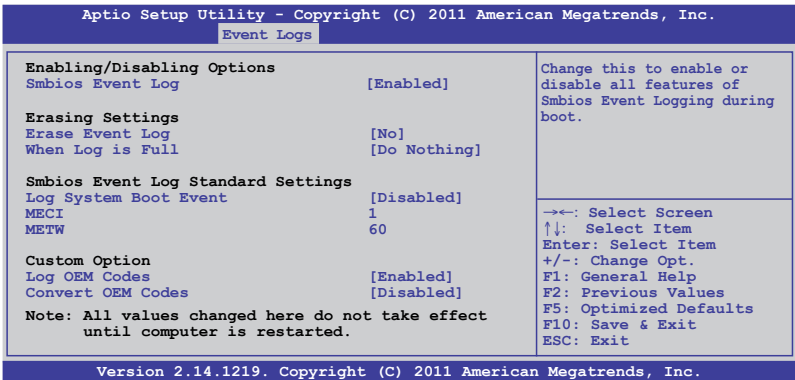 Aptio Setup Utility - Copyright (C) 2011 American Megatrends, Inc.
Event Logs
Enabling/Disabling Options
Smbios Event Log [Enabled]
Erasing Settings
Erase Event Log [No]
When Log is Full [Do Nothing]
Smbios Event Log Standard Settings
Log System Boot Event [Disabled]
MECI 1
METW 60
Custom Option
Log OEM Codes [Enabled]
Convert OEM Codes [Disabled]
Note: All values changed here do not take effect
until computer is restarted.
Change this to enable or
disable all features of
Smbios Event Logging during
boot.
→←: Select Screen
↑↓: Select Item
Enter: Select Item
+/-: Change Opt.
F1: General Help
F2: Previous Values
F5: Optimized Defaults
F10: Save & Exit
ESC: Exit
Version 2.14.1219. Copyright (C) 2011 American Megatrends, Inc.